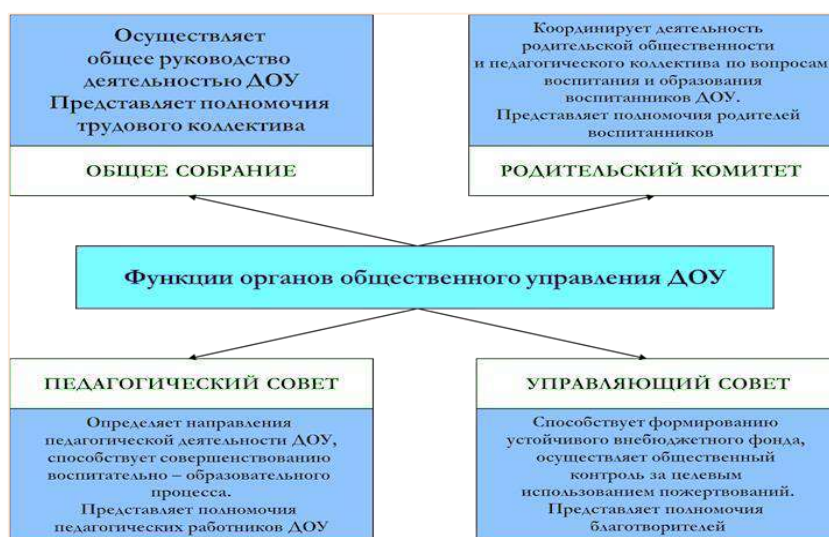 Осуществляет
общее руководство
деятельностью ДОУ
Представляет полномочия
трудового коллектива
ОБЩЕЕ СОБРАНИЕ
Координирует деятельность
родительской общественности
и педагогического коллектива по вопросам
воспитания и образования
воспитанников ДОУ.
Представляет полномочия родителей
воспитанников
РОДИТЕЛЬСКИЙ КОМИТЕТ
Функции органов общественного управления ДОУ
ПЕДАГОГИЧЕСКИЙ СОВЕТ
Определяет направления
педагогической деятельности ДОУ,
способствует совершенствованию
воспитательно – образовательного
процесса.
Представляет полномочия
педагогических работников ДОУ
УПРАВЛЯЮЩИЙ СОВЕТ
Способствует формированию
устойчивого внебюджетного фонда,
осуществляет общественный
контроль за целевым
использованием пожертвований.
Представляет полномочия
благотворителей